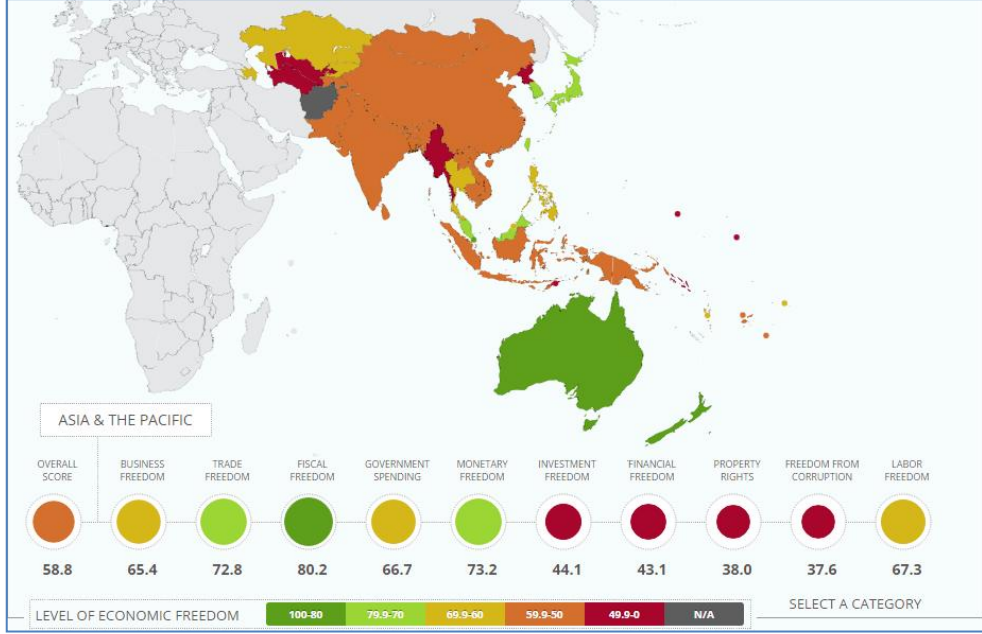 ASIA & THE PACIFIC
OVERALL
SCORE
BUSINESS
FREEDOM
TRADE
FREEDOM
FISCAL
FREEDOM
GOVERNMENT
SPENDING
MONETARY
FREEDOM
INVESTMENT
FREEDOM
FINANCIAL
FREEDOM
PROPERTY
RIGHTS
FREEDOM FROM
CORRUPTION
LABOR
FREEDOM
58.8 65.4 72.8 80.2 66.7 73.2 44.1 43.1 38.0 37.6 67.3
LEVEL OF ECONOMIC FREEDOM 100-80 79.9-70 69.9-60 59.9-50 49.9-0 N/A
SELECT A CATEGORY